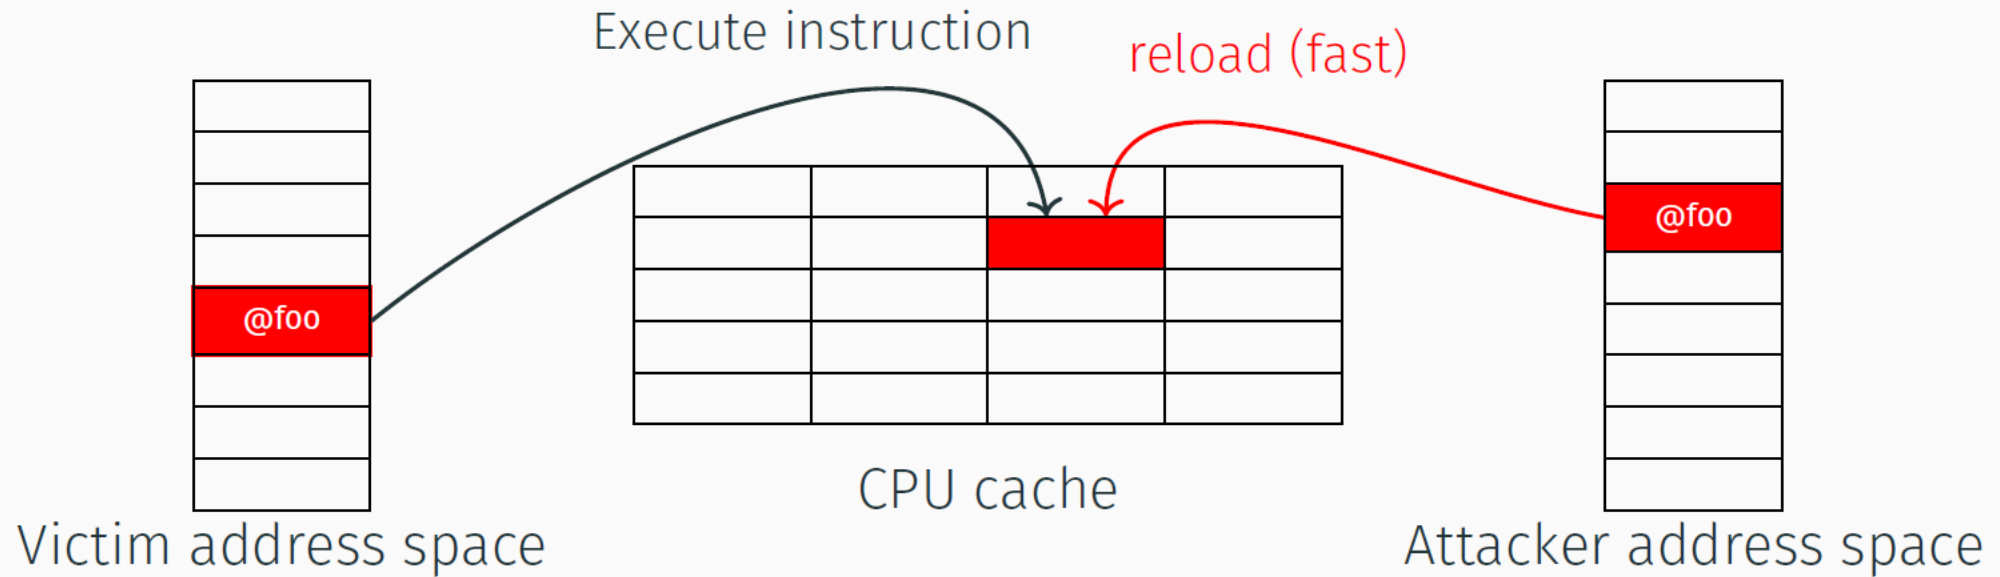 Execute instruction
reload (fast)
@foo
@foo
CPU cache
Victim address space
Attacker address space